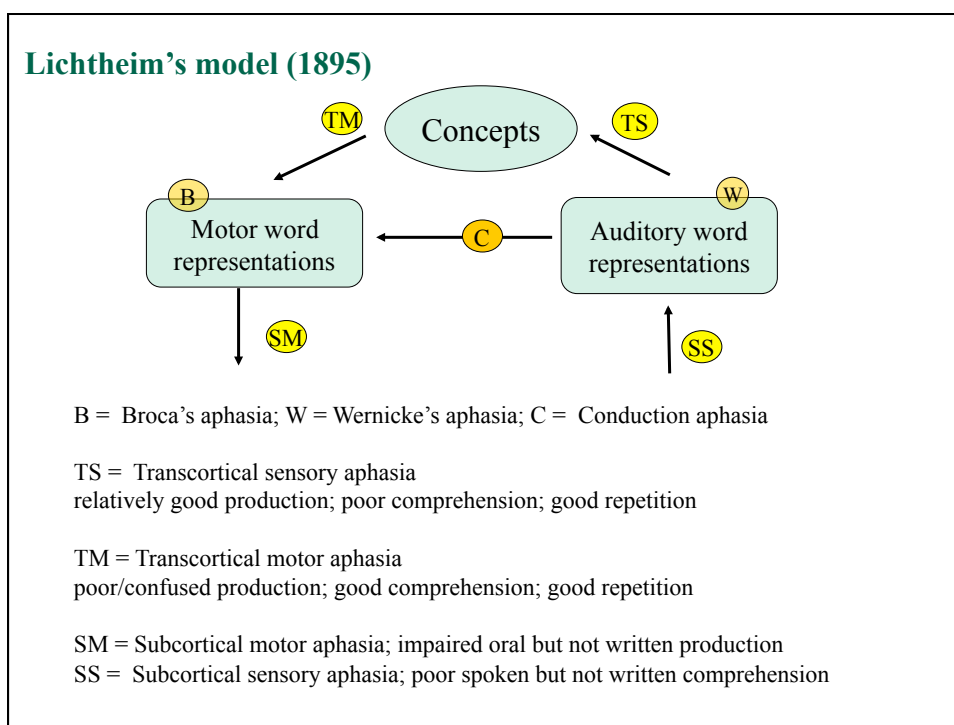 Lichtheim’s model (1895)
TM
Concepts
TS
B
W
Motor word
representations
C
Auditory word
representations
SM
SS
B =  Broca’s aphasia; W = Wernicke’s aphasia; C =  Conduction aphasia
TS =  Transcortical sensory aphasia
relatively good production; poor comprehension; good repetition
TM = Transcortical motor aphasia
poor/confused production; good comprehension; good repetition
SM = Subcortical motor aphasia; impaired oral but not written production
SS =  Subcortical sensory aphasia; poor spoken but not written comprehension